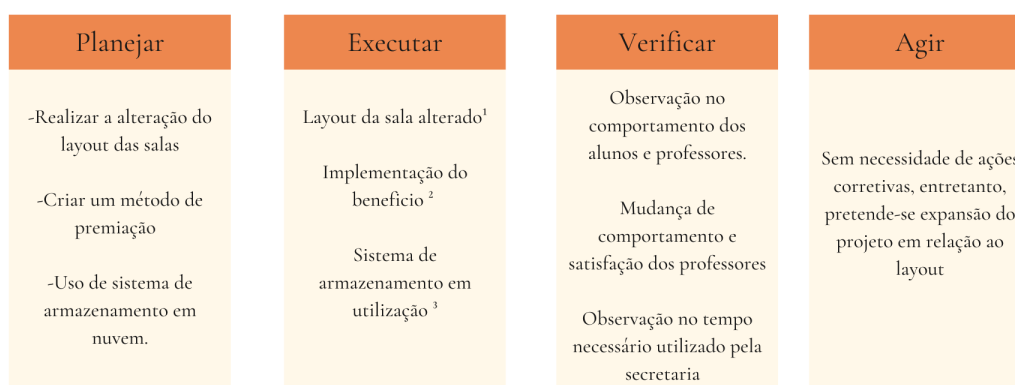 Planejar
-Realizar a alteração do
layout das salas
-Criar um método de
premiação
-Uso de sistema de
armazenamento em
nuvem.
Executar
Layout da sala alterado¹
Implementação do
beneficio ²
Sistema de
armazenamento em
utilização ³
Verificar
Observação no
comportamento dos
alunos e professores.
Mudança de
comportamento e
satisfação dos professores
Observação no tempo
necessário utilizado pela
secretaria
Agir
Sem necessidade de ações
corretivas, entretanto,
pretende-se expansão do
projeto em relação ao
layout